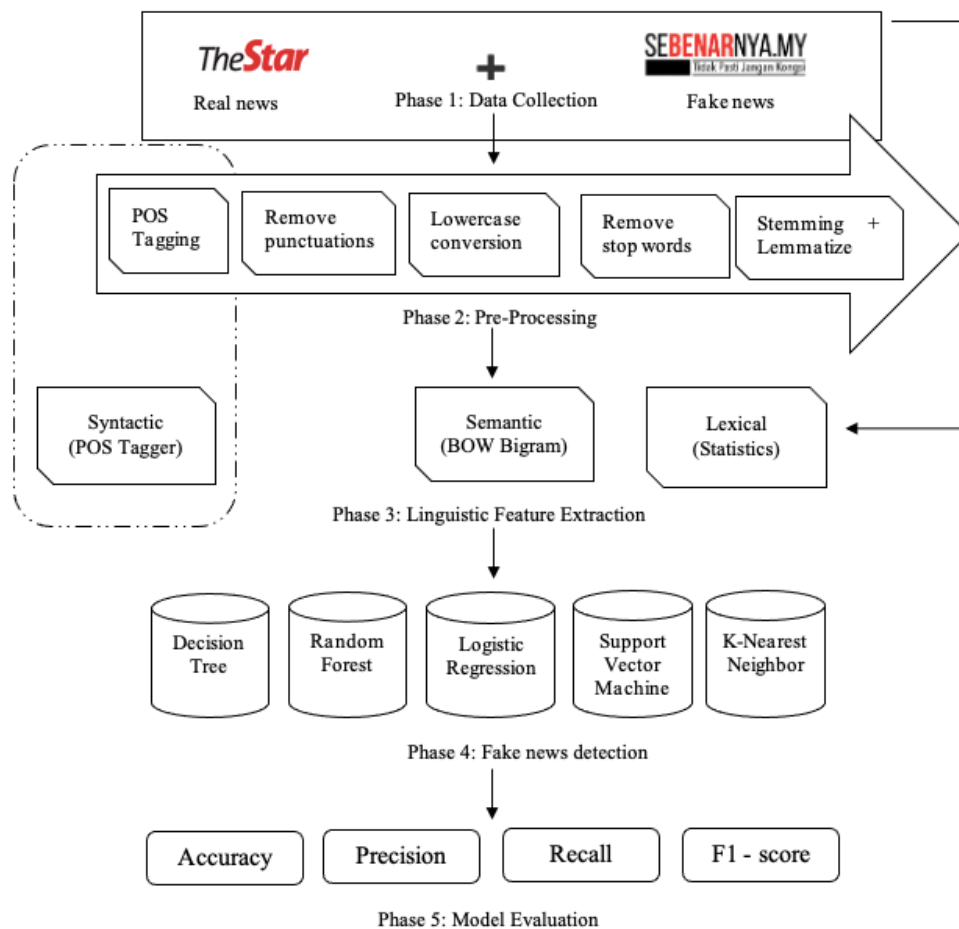 TheStar
SEBENARNYA.MY
Tidak Pasti Jangan Kongsi
Real news
Phase 1: Data Collection
Fake news
POS
Tagging
Remove
punctuations
Lowercase
conversion
Remove
stop words
Stemming +
Lemmatize
Phase 2: Pre-Processing
Syntactic
(POS Tagger)
Semantic
(BOW Bigram)
Lexical
(Statistics)
Phase 3: Linguistic Feature Extraction
Decision
Tree
Random
Forest
Logistic
Regression
Support
Vector
Machine
K-Nearest
Neighbor
Phase 4: Fake news detection
Accuracy
Precision
Recall
F1 - score
Phase 5: Model Evaluation